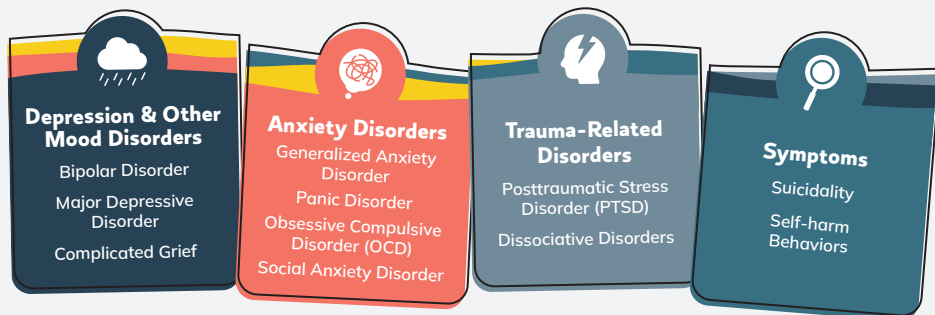 Depression & Other
Mood Disorders
Bipolar Disorder
Major Depressive
Disorder
Complicated Grief
Anxiety Disorders
Generalized Anxiety
Disorder
Panic Disorder
Obsessive Compulsive
Disorder (OCD)
Social Anxiety Disorder
Trauma-Related
Disorders
Posttraumatic Stress
Disorder (PTSD)
Dissociative Disorders
Symptoms
Suicidality
Self-harm
Behaviors